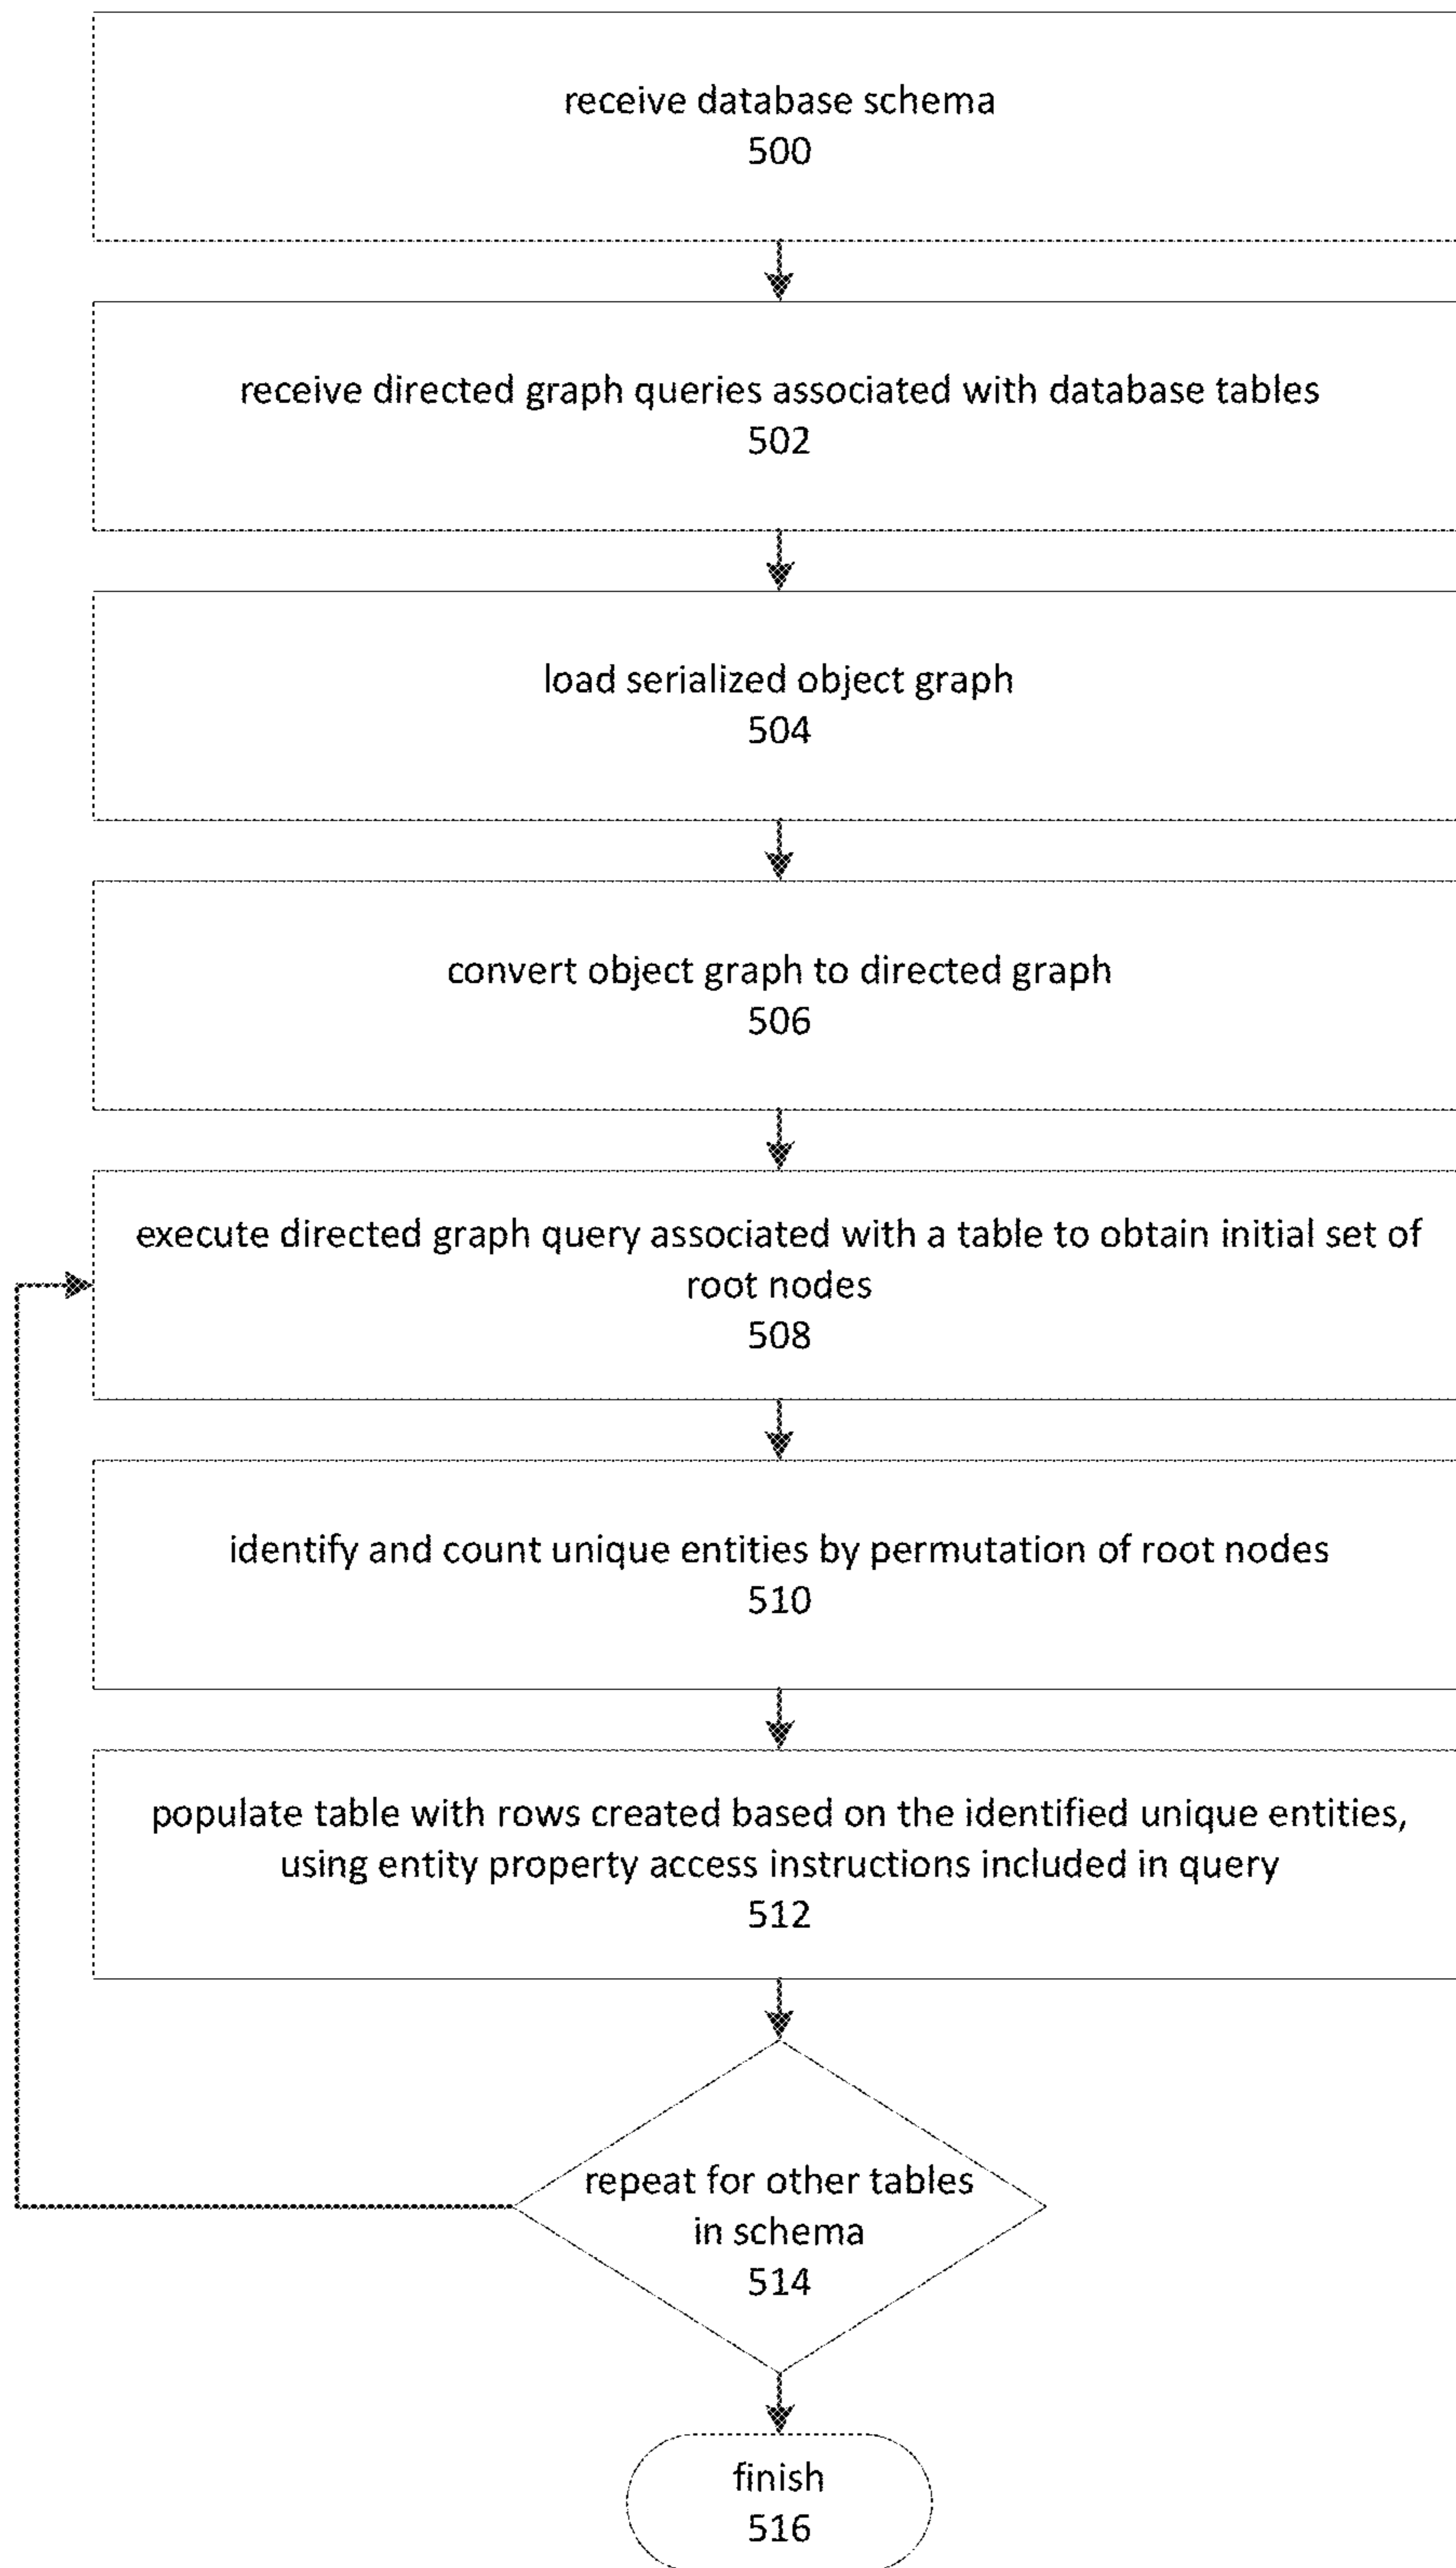 receive database schema
500
receive directed graph queries associated with database tables
502
load serialized object graph
504
convert object graph to directed graph
506
execute directed graph query associated with a table to obtain initial set of
root nodes
508
identify and count unique entities by permutation of root nodes
510
populate table with rows created based on the identified unique entities,
using entity property access instructions included in query
512
repeat for other tables
in schema
514
finish
516